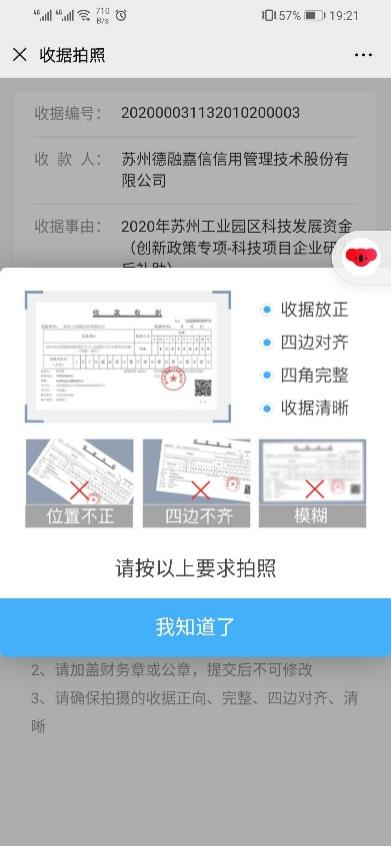 4G 4G 710 B/s 57% 19:21
收据拍照
收据编号： 202000031132010200003
收 款 人： 苏州德融嘉信信用管理技术股份有
限公司
收据事由： 2020年苏州工业园区科技发展资金
（创新政策专项-科技项目企业研
后补助）
收 款 收 据
收据放正
四边对齐
四角完整
收据清晰
位置不正
四边不齐
模糊
请按以上要求拍照
我知道了
2、请加盖财务章或公章，提交后不可修改
3、请确保拍摄的收据正向、完整、四边对齐、清
晰